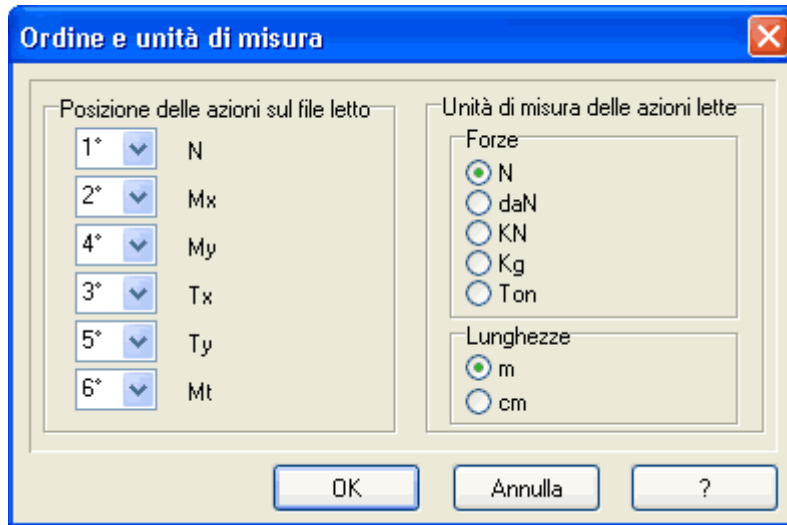 Ordine e unità di misura
Posizione delle azioni sul file letto
1° N
2° Mx
4° My
3° Tx
5° Ty
6° Mt
Unità di misura delle azioni lette
Forze
N
daN
KN
Kg
Ton
Lunghezze
m
cm
OK Annulla ?